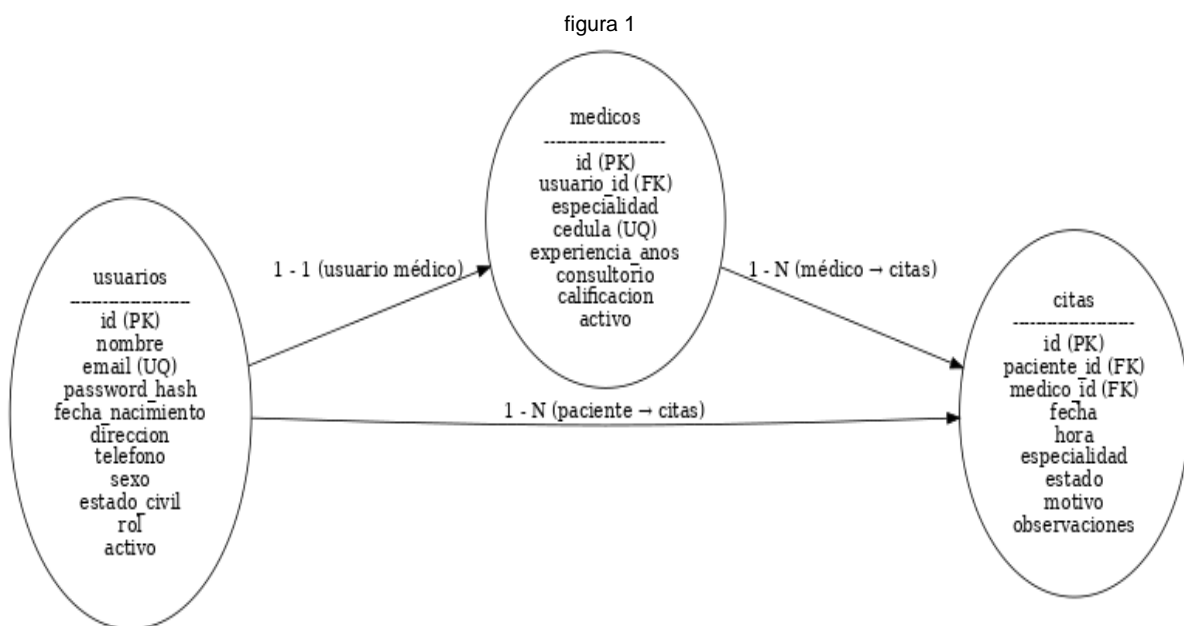 figura 1
medicos
----------------------
id (PK)
usuario_id (FK)
especialidad
cedula (UQ)
experiencia_anos
consultorio
calificacion
activo
usuarios
----------------------
id (PK)
nombre
email (UQ)
password_hash
fecha_nacimiento
direccion
telefono
sexo
estado_civil
rol
activo
1 - 1 (usuario médico)
1 - N (médico → citas)
1 - N (paciente → citas)
citas
----------------------
id (PK)
paciente_id (FK)
medico_id (FK)
fecha
hora
especialidad
estado
motivo
observaciones